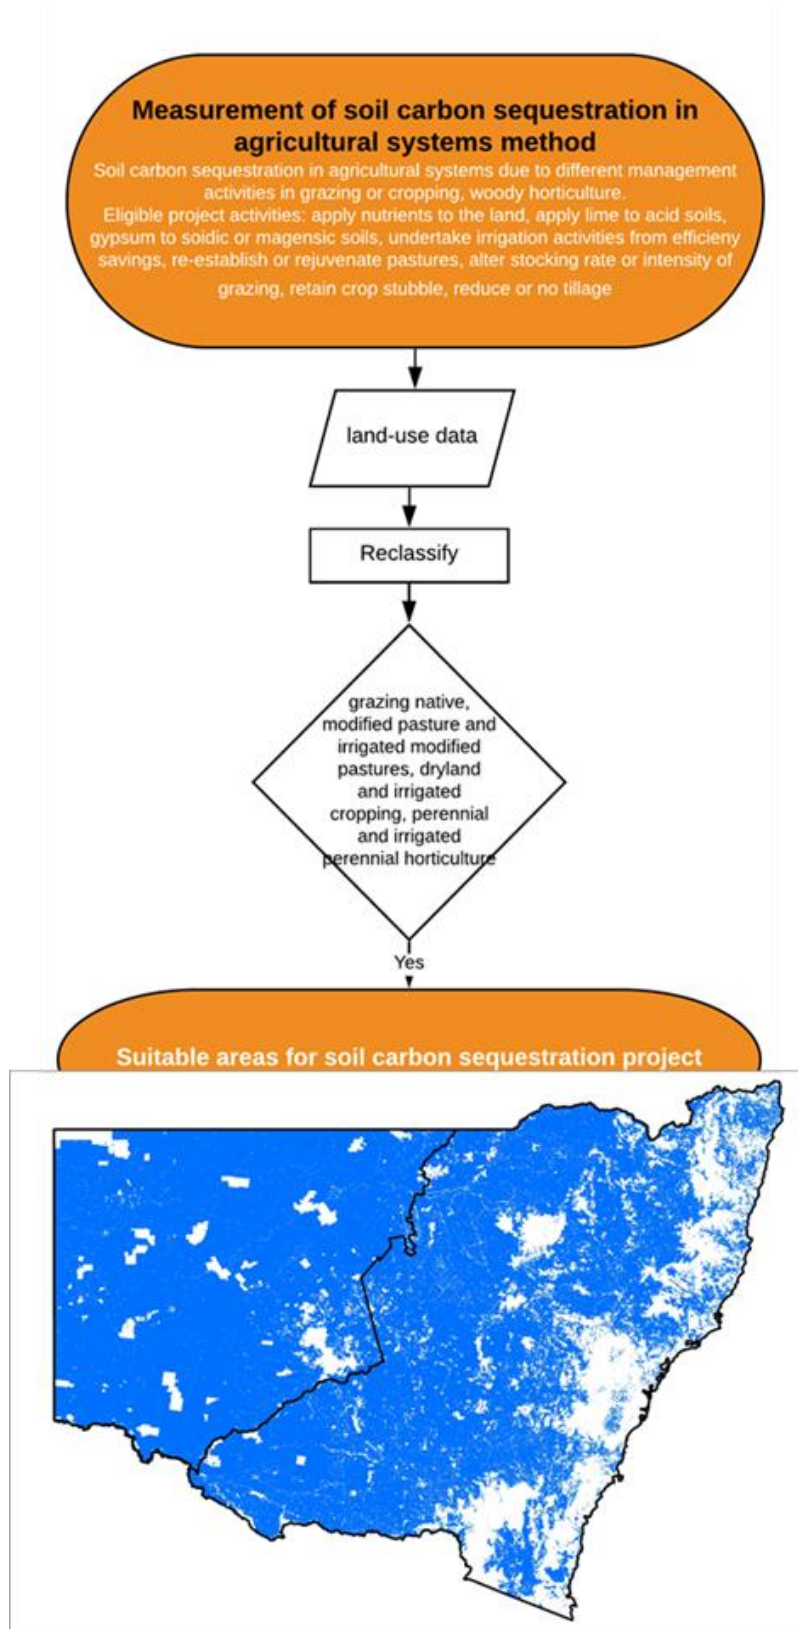 Measurement of soil carbon sequestration in
agricultural systems method
Soil carbon sequestration in agricultural systems due to different management
activities in grazing or cropping, woody horticulture.
Eligible project activities: apply nutrients to the land, apply lime to acid soils,
gypsum to soidic or magensic soils, undertake irrigation activities from efficieny
savings, re-establish or rejuvenate pastures, alter stocking rate or intensity of
grazing, retain crop stubble, reduce or no tillage
land-use data
Reclassify
grazing native,
modified pasture and
irrigated modified
pastures, dryland
and irrigated
cropping, perennial
and irrigated
perennial horticulture
Yes
Suitable areas for soil carbon sequestration project